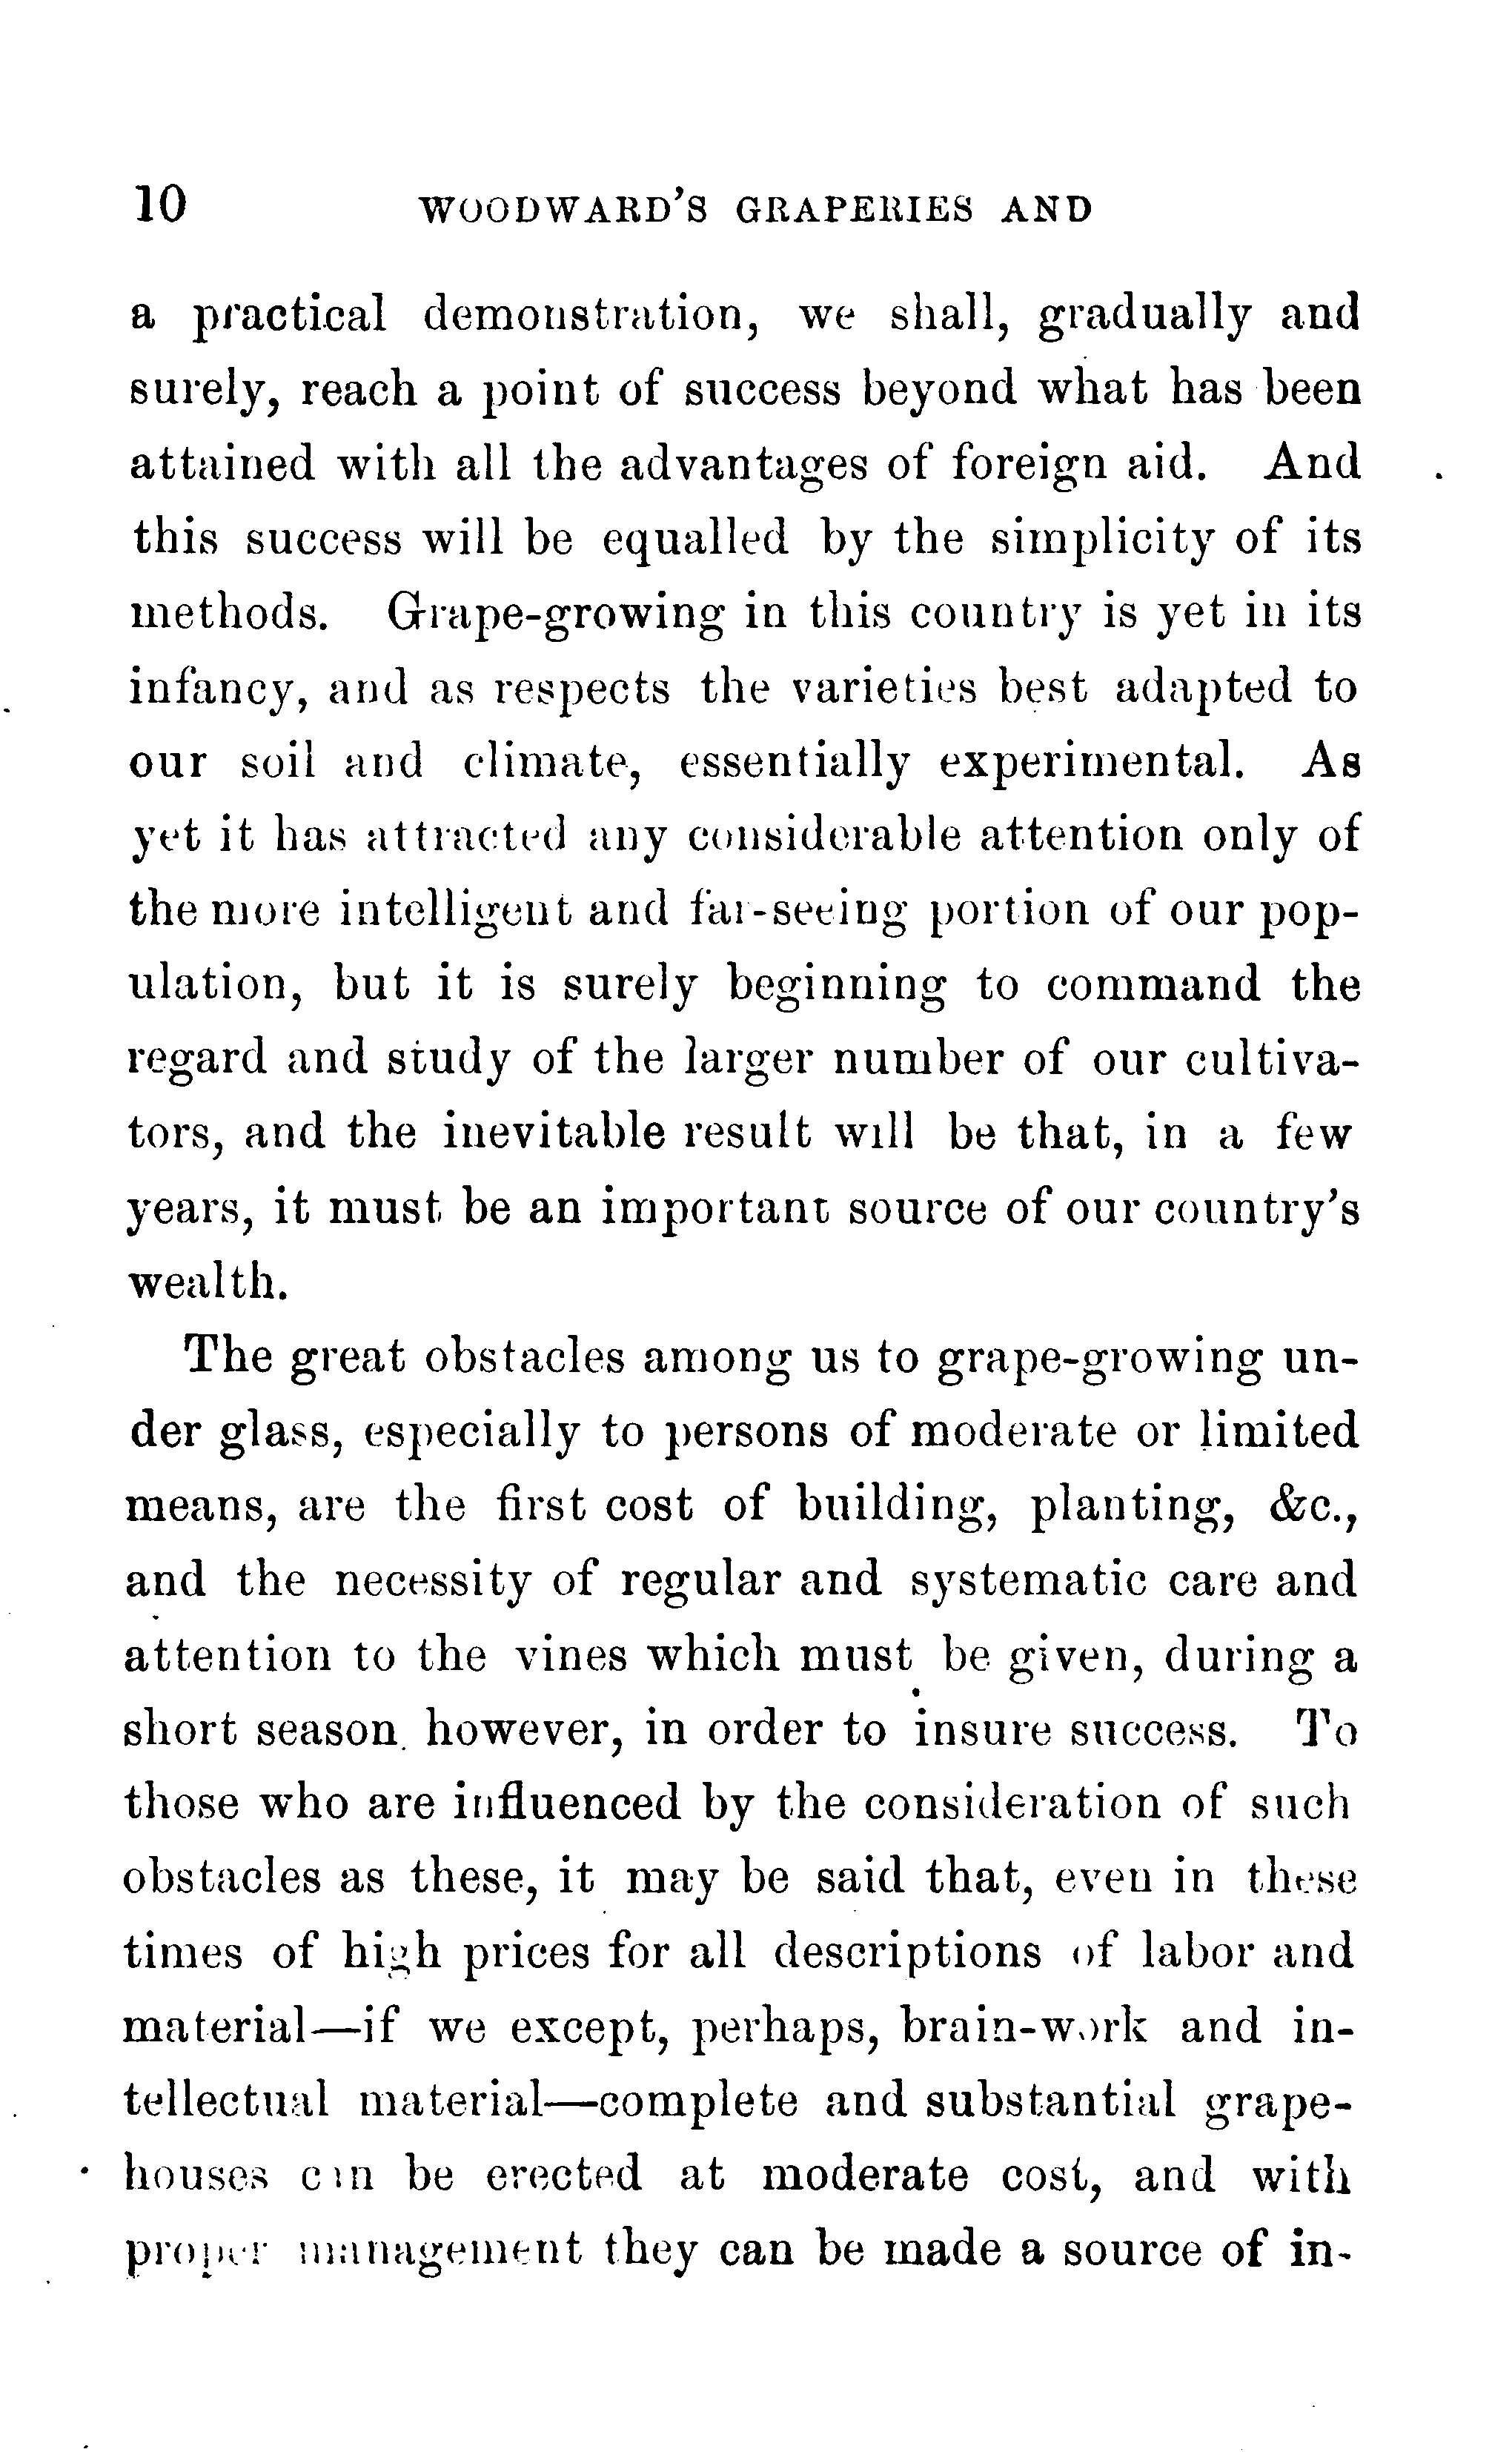 10 WOODWARD'S GRAPERIES AND
a practical demonstration, we shall, gradually and
surely, reach a point of success beyond what has been
attained with all the advantages of foreign aid. And
this success will be equalled by the simplicity of its
methods. Grape-growing in this country is yet in its
infancy, and as respects the varieties best adapted to
our soil and climate, essentially experimental. As
yet it has attracted any considerable attention only of
the more intelligent and far-seeing portion of our pop-
ulation, but it is surely beginning to command the
regard and study of the larger number of our cultiva-
tors, and the inevitable result will be that, in a few
years, it must be an important source of our country's
wealth.
The great obstacles among us to grape-growing un-
der glass, especially to persons of moderate or limited
means, are the first cost of building, planting, &c.,
and the necessity of regular and systematic care and
attention to the vines which must be given, during a
short season. however, in order to insure success. To
those who are influenced by the consideration of such
obstacles as these, it may be said that, even in these
times of high prices for all descriptions of labor and
material—if we except, perhaps, brain-work and in-
tellectual material—complete and substantial grape-
houses can be erected at moderate cost, and with
proper management they can be made a source of in-